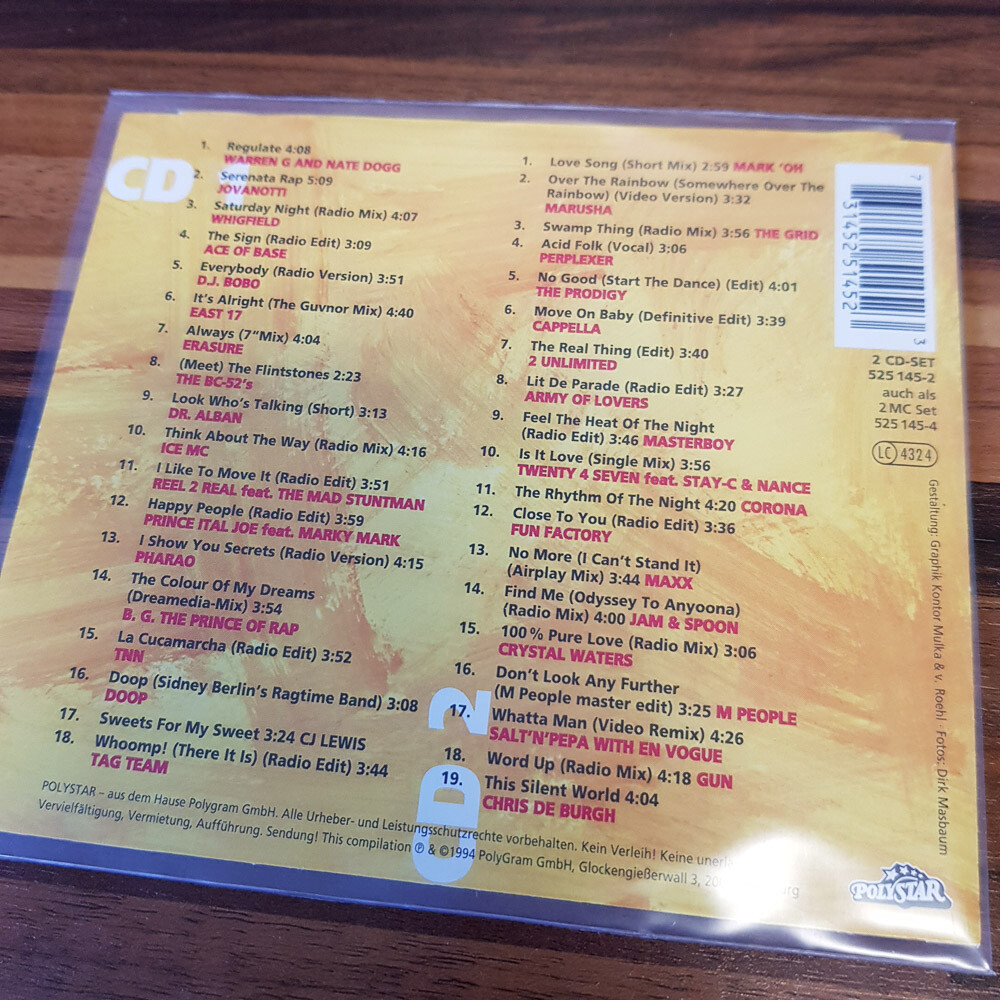 CD
1. Regulate 4:08
WARREN G AND NATE DOGG
2. Serenata Rap 5:09
JOVANOTTI
3. Saturday Night (Radio Mix) 4:07
WHIGFIELD
4. The Sign (Radio Edit) 3:09
ACE OF BASE
5. Everybody (Radio Version) 3:51
D.J. BOBO
6. It's Alright (The Guvnor Mix) 4:40
EAST 17
7. Always (7"Mix) 4:04
ERASURE
8. (Meet) The Flintstones 2:23
THE BC-52's
9. Look Who's Talking (Short) 3:13
DR. ALBAN
10. Think About The Way (Radio Mix) 4:16
ICE MC
11. I Like To Move It (Radio Edit) 3:51
REEL 2 REAL feat. THE MAD STUNTMAN
12. Happy People (Radio Edit) 3:59
PRINCE ITAL JOE feat. MARKY MARK
13. I Show You Secrets (Radio Version) 4:15
PHARAO
14. The Colour Of My Dreams
(Dreamedia-Mix) 3:54
B. G. THE PRINCE OF RAP
15. La Cucamarcha (Radio Edit) 3:52
TNN
16. Doop (Sidney Berlin's Ragtime Band) 3:08
DOOP
17. Sweets For My Sweet 3:24 CJ LEWIS
18. Whoomp! (There It Is) (Radio Edit) 3:44
TAG TEAM
CD 2
1. Love Song (Short Mix) 2:59 MARK 'OH
2. Over The Rainbow (Somewhere Over The
Rainbow) (Video Version) 3:32
MARUSHA
3. Swamp Thing (Radio Mix) 3:56 THE GRID
4. Acid Folk (Vocal) 3:06
PERPLEXER
5. No Good (Start The Dance) (Edit) 4:01
THE PRODIGY
6. Move On Baby (Definitive Edit) 3:39
CAPPELLA
7. The Real Thing (Edit) 3:40
2 UNLIMITED
8. Lit De Parade (Radio Edit) 3:27
ARMY OF LOVERS
9. Feel The Heat Of The Night
(Radio Edit) 3:46 MASTERBOY
10. Is It Love (Single Mix) 3:56
TWENTY 4 SEVEN feat. STAY-C & NANCE
11. The Rhythm Of The Night 4:20 CORONA
12. Close To You (Radio Edit) 3:36
FUN FACTORY
13. No More (I Can't Stand It)
(Airplay Mix) 3:44 MAXX
14. Find Me (Odyssey To Anyoona)
(Radio Mix) 4:00 JAM & SPOON
15. 100% Pure Love (Radio Mix) 3:06
CRYSTAL WATERS
16. Don't Look Any Further
(M People master edit) 3:25 M PEOPLE
17. Whatta Man (Video Remix) 4:26
SALT'N'PEPA WITH EN VOGUE
18. Word Up (Radio Mix) 4:18 GUN
19. This Silent World 4:04
CHRIS DE BURGH
7 31452 51452 3
2 CD-SET
525 145-2
auch als
2 MC Set
525 145-4
LC 4324
Gestaltung: Graphik Kontor Mulka & v. Roehl · Fotos: Dirk Masbaum
POLYSTAR – aus dem Hause Polygram GmbH. Alle Urheber- und Leistungsschutzrechte vorbehalten. Kein Verleih! Keine
Vervielfältigung, Vermietung, Aufführung. Sendung! This compilation ℗ & ©1994 PolyGram GmbH, Glockengießerwall 3,
POLYSTAR